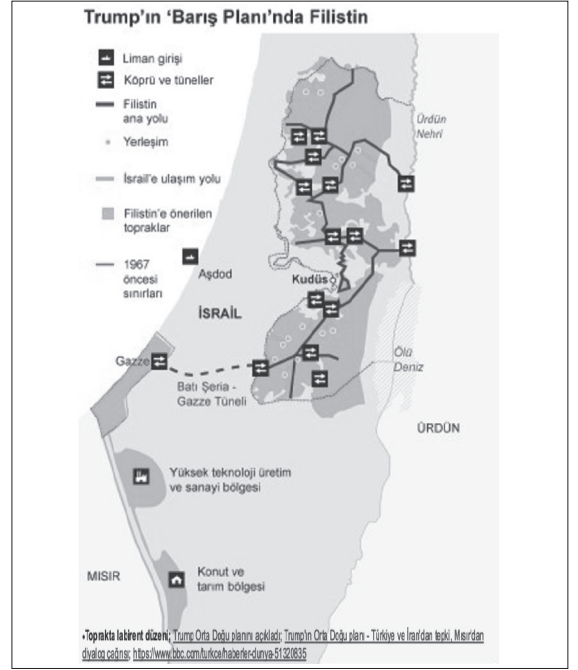 Trump'ın 'Barış Planı'nda Filistin
Liman girişi
Köprü ve tüneller
Filistin
ana yolu
Yerleşim
İsrail'e ulaşım yolu
Filistin'e önerilen
topraklar
1967
öncesi
sınırları
Ürdün
Nehri
Aşdod
Kudüs
İSRAİL
Gazze
Batı Şeria -
Gazze Tüneli
Ölü
Deniz
ÜRDÜN
Yüksek teknoloji üretim
ve sanayi bölgesi
MISIR
Konut ve
tarım bölgesi
•Toprakta labirent düzeni; Trump Orta Doğu planını açıkladı; Trump'ın Orta Doğu planı - Türkiye ve İran'dan tepki, Mısır'dan
diyalog çağrısı; https://www.bbc.com/turkce/haberler-dunya-51320835